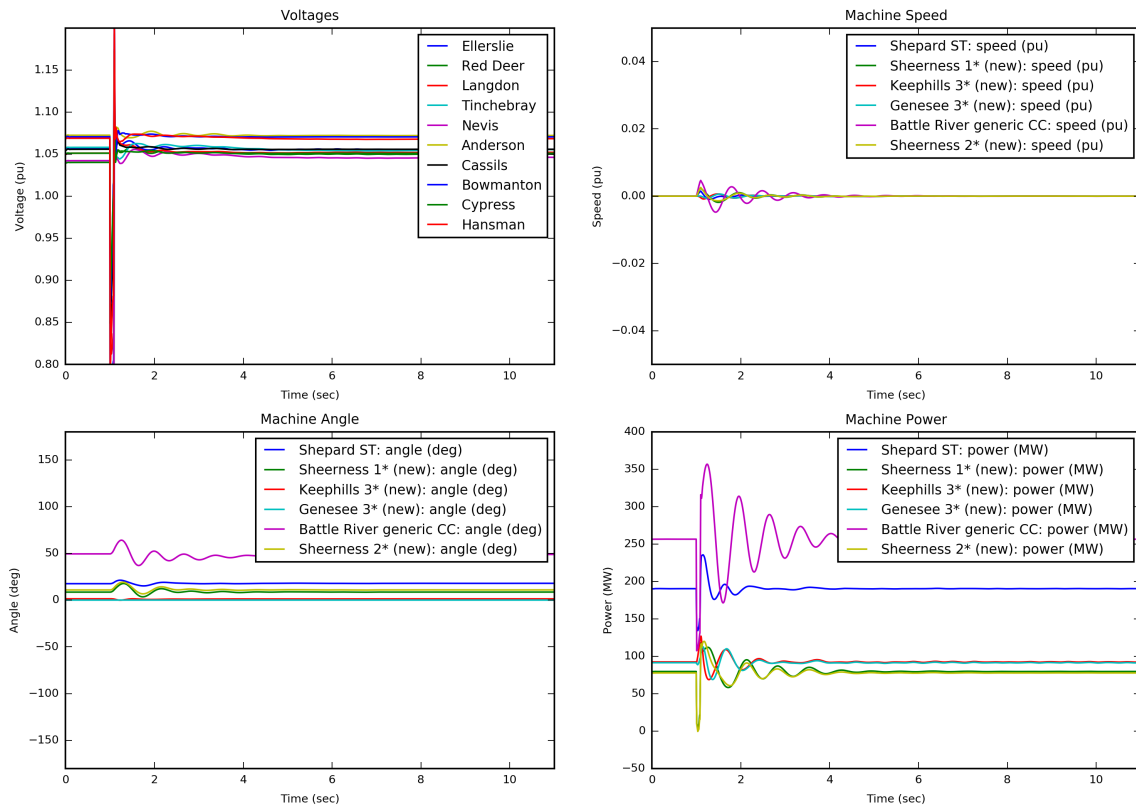 Voltages
1.15
1.10
1.05
1.00
0.95
0.90
0.85
0.80
Voltage (pu)
0 2 4 6 8 10
Time (sec)
Ellerslie
Red Deer
Langdon
Tinchebray
Nevis
Anderson
Cassils
Bowmanton
Cypress
Hansman
Machine Speed
0.04
0.02
0.00
−0.02
−0.04
Speed (pu)
0 2 4 6 8 10
Time (sec)
Shepard ST: speed (pu)
Sheerness 1* (new): speed (pu)
Keephills 3* (new): speed (pu)
Genesee 3* (new): speed (pu)
Battle River generic CC: speed (pu)
Sheerness 2* (new): speed (pu)
Machine Angle
150
100
50
0
−50
−100
−150
Angle (deg)
0 2 4 6 8 10
Time (sec)
Shepard ST: angle (deg)
Sheerness 1* (new): angle (deg)
Keephills 3* (new): angle (deg)
Genesee 3* (new): angle (deg)
Battle River generic CC: angle (deg)
Sheerness 2* (new): angle (deg)
Machine Power
400
350
300
250
200
150
100
50
0
−50
Power (MW)
0 2 4 6 8 10
Time (sec)
Shepard ST: power (MW)
Sheerness 1* (new): power (MW)
Keephills 3* (new): power (MW)
Genesee 3* (new): power (MW)
Battle River generic CC: power (MW)
Sheerness 2* (new): power (MW)